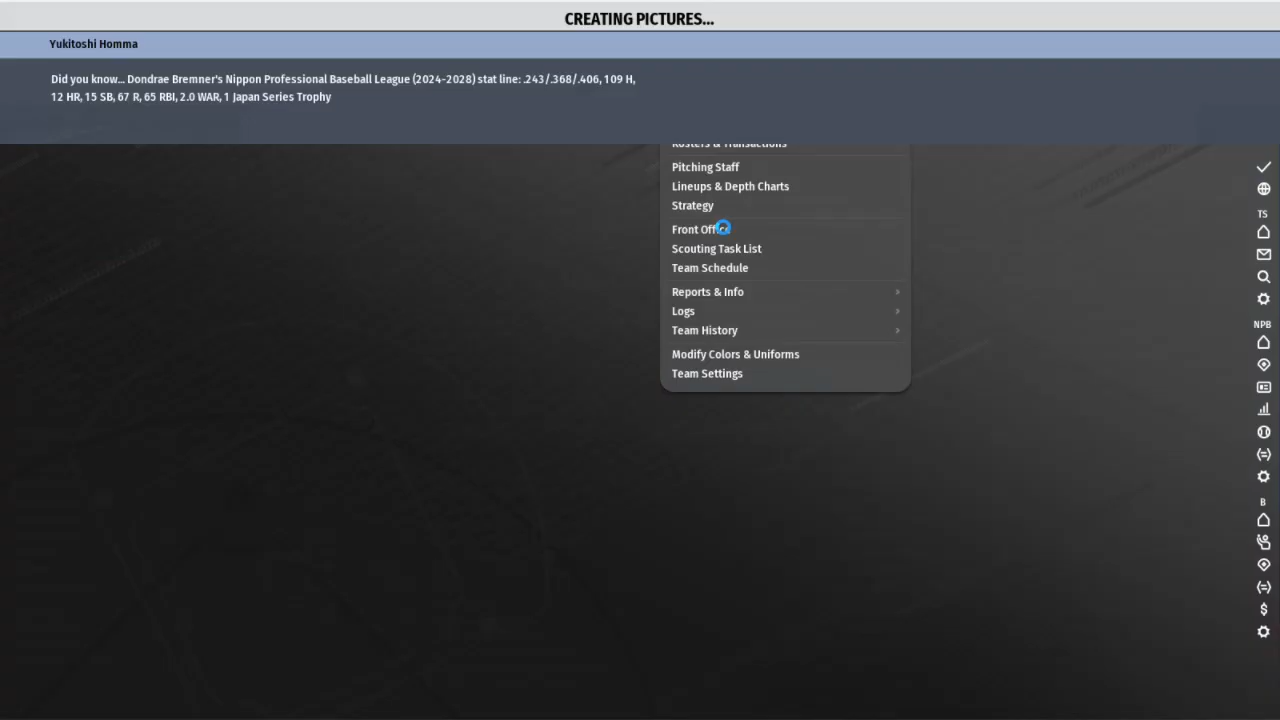 CREATING PICTURES...
Yukitoshi Homma
Did you know... Dondrae Bremner's Nippon Professional Baseball League (2024-2028) stat line: .243/.368/.406, 109 H,
12 HR, 15 SB, 67 R, 65 RBI, 2.0 WAR, 1 Japan Series Trophy
Rosters & Transactions
Pitching Staff
Lineups & Depth Charts
Strategy
Front Office
Scouting Task List
Team Schedule
Reports & Info
Logs
Team History
Modify Colors & Uniforms
Team Settings
TS
NPB
B
$